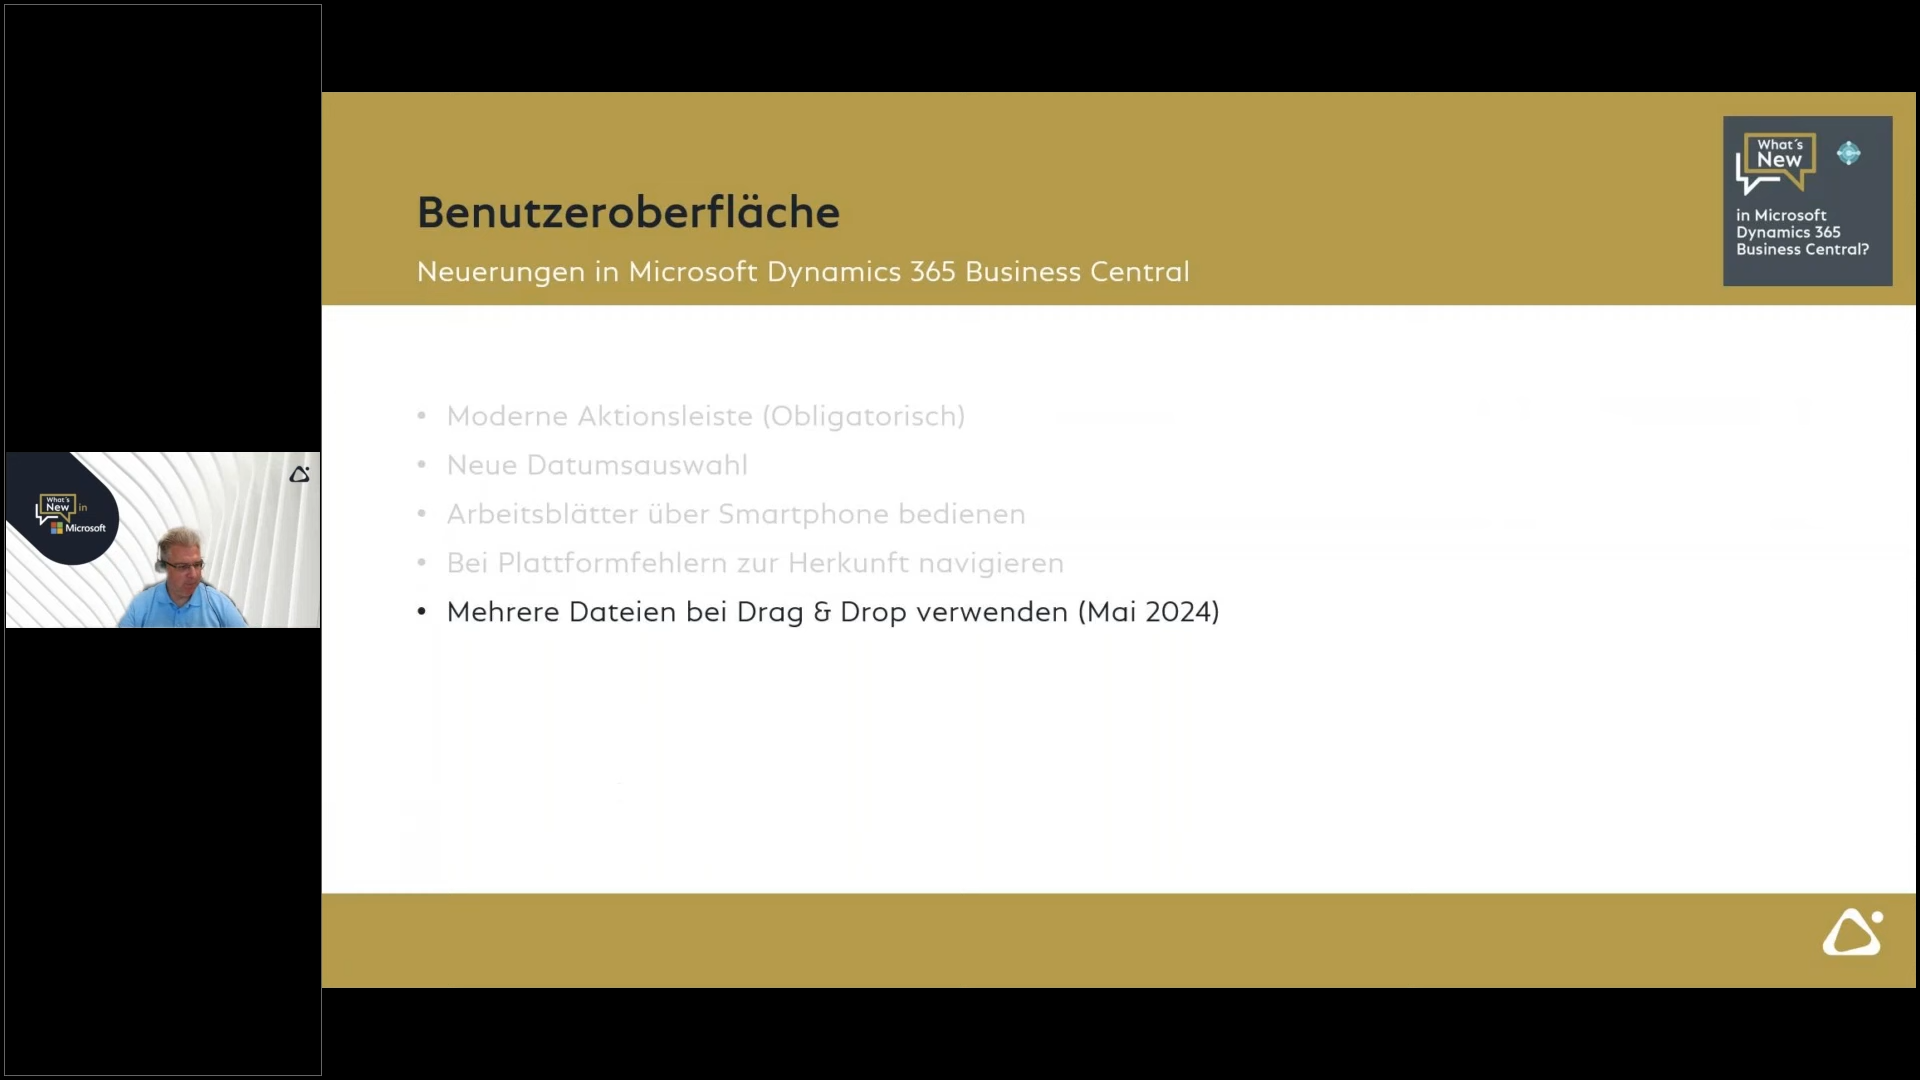 Benutzeroberfläche
Neuerungen in Microsoft Dynamics 365 Business Central
What´s
New
in Microsoft
Dynamics 365
Business Central?
• Moderne Aktionsleiste (Obligatorisch)
• Neue Datumsauswahl
• Arbeitsblätter über Smartphone bedienen
• Bei Plattformfehlern zur Herkunft navigieren
• Mehrere Dateien bei Drag & Drop verwenden (Mai 2024)
What´s
New in
Microsoft